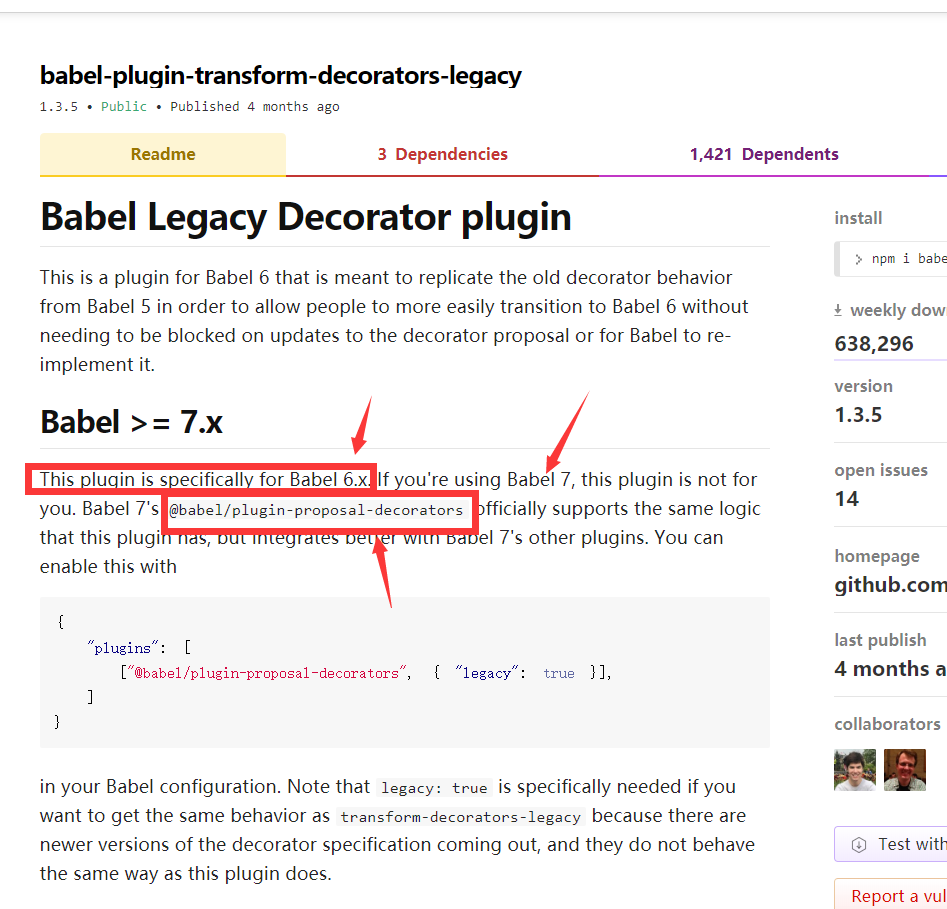 babel-plugin-transform-decorators-legacy
1.3.5 • Public • Published 4 months ago
Readme
3 Dependencies
1,421 Dependents
Babel Legacy Decorator plugin
This is a plugin for Babel 6 that is meant to replicate the old decorator behavior
from Babel 5 in order to allow people to more easily transition to Babel 6 without
needing to be blocked on updates to the decorator proposal or for Babel to re-
implement it.
Babel >= 7.x
This plugin is specifically for Babel 6.x. If you're using Babel 7, this plugin is not for
you. Babel 7's @babel/plugin-proposal-decorators officially supports the same logic
that this plugin has, but integrates better with Babel 7's other plugins. You can
enable this with
{
"plugins": [
["@babel/plugin-proposal-decorators", { "legacy": true }],
]
}
in your Babel configuration. Note that legacy: true is specifically needed if you
want to get the same behavior as transform-decorators-legacy because there are
newer versions of the decorator specification coming out, and they do not behave
the same way as this plugin does.
install
> npm i babe
weekly dow
638,296
version
1.3.5
open issues
14
homepage
github.com
last publish
4 months a
collaborators
Test with
Report a vul